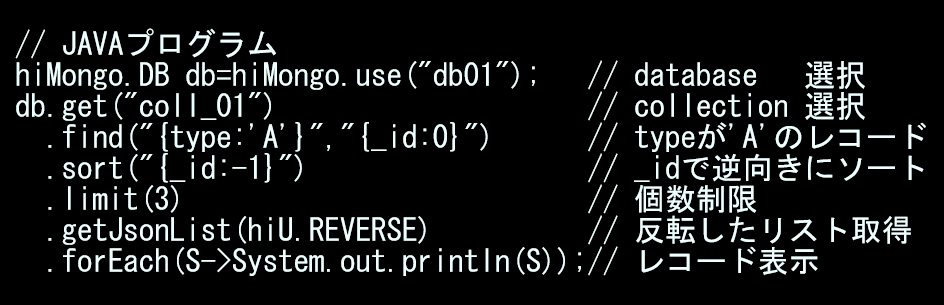 // JAVAプログラム
hiMongo.DB db=hiMongo.use("db01");   // database   選択
db.get("coll_01")                    // collection 選択
  .find("{type:'A'}","{_id:0}")      // typeが'A'のレコード
  .sort("{_id:-1}")                  // _idで逆向きにソート
  .limit(3)                          // 個数制限
  .getJsonList(hiU.REVERSE)          // 反転したリスト取得
  .forEach(S->System.out.println(S));// レコード表示